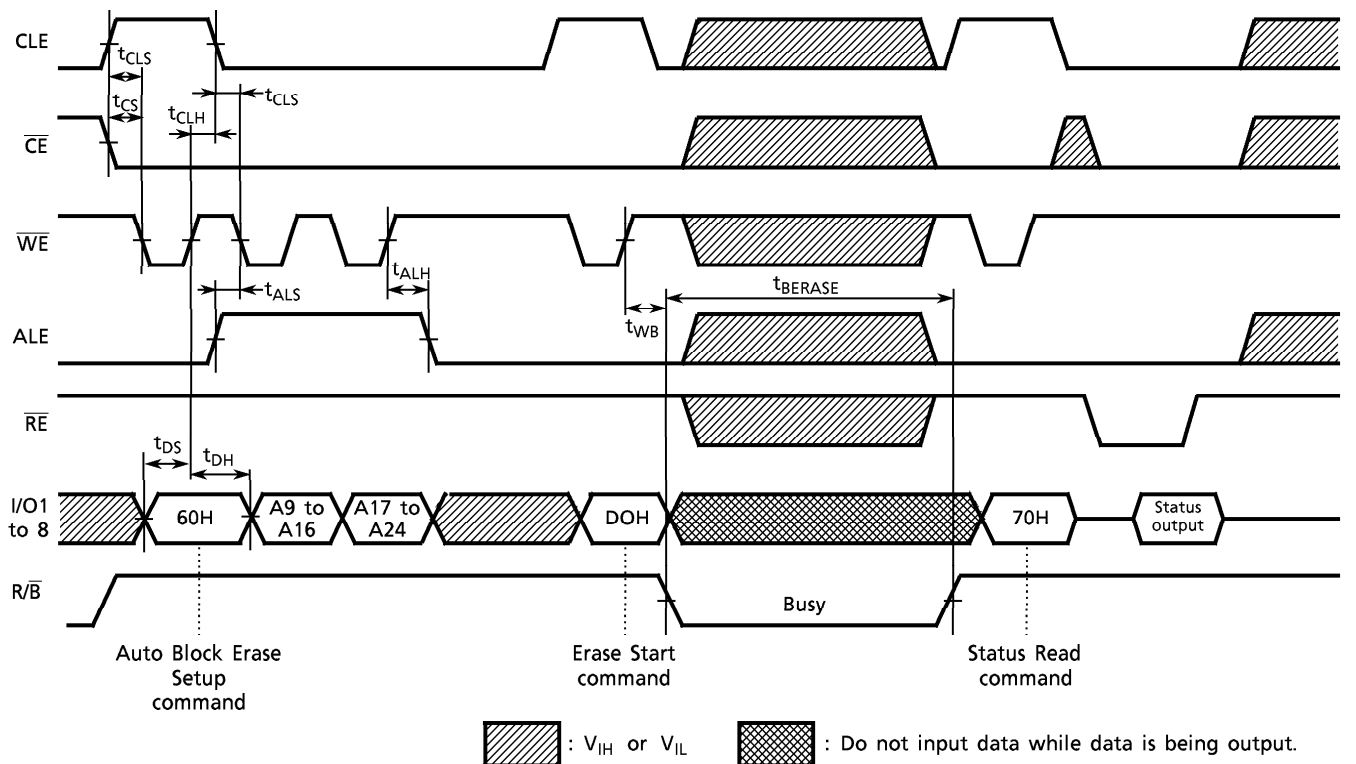 CLE
tCLS
tCS
tCLH
tCLS
CE
WE
tALS
tALH
tWB
tBERASE
ALE
RE
tDS
tDH
I/O1
to 8
60H
A9 to
A16
A17 to
A24
DOH
70H
Status
output
R/B
Busy
Auto Block Erase
Setup
command
Erase Start
command
Status Read
command
: VIH or VIL
: Do not input data while data is being output.